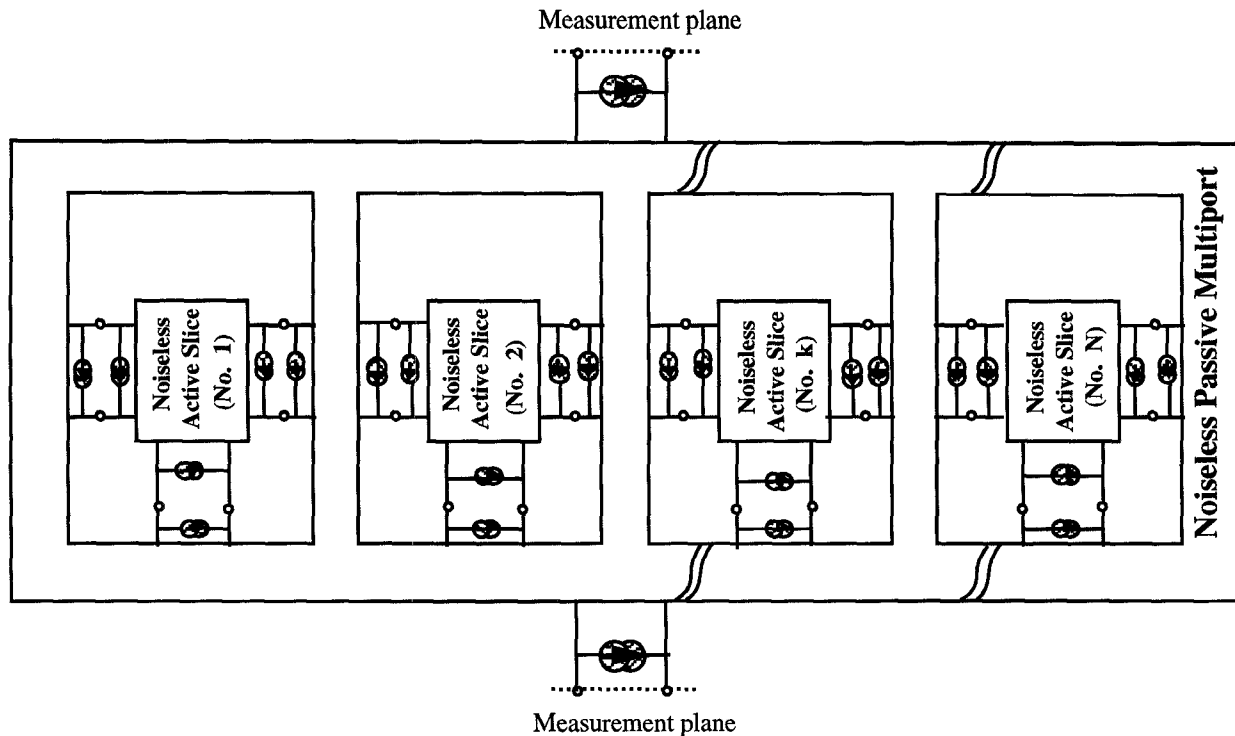 Measurement plane
Noiseless
Active Slice
(No. 1)
Noiseless
Active Slice
(No. 2)
Noiseless
Active Slice
(No. k)
Noiseless
Active Slice
(No. N)
Noiseless Passive Multiport
Measurement plane